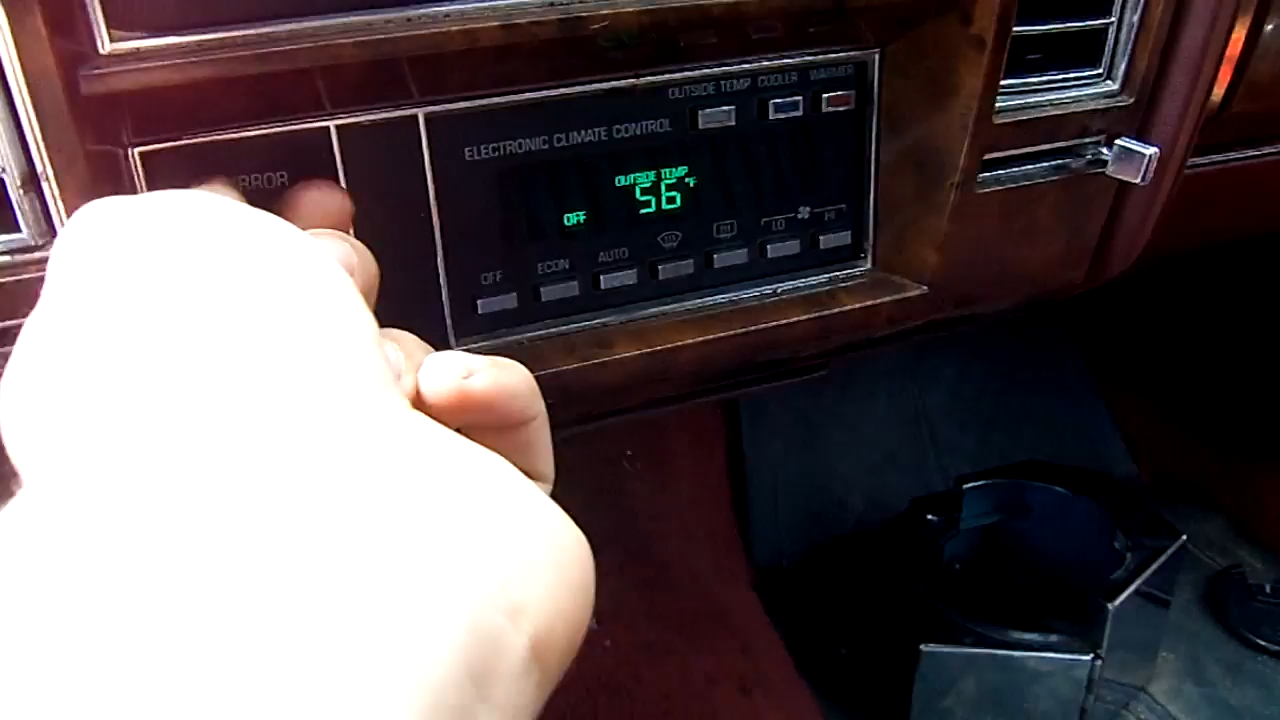 RROR
OUTSIDE TEMP COOLER WARMER
ELECTRONIC CLIMATE CONTROL
OUTSIDE TEMP
OFF 56 °F
OFF ECON AUTO LO HI